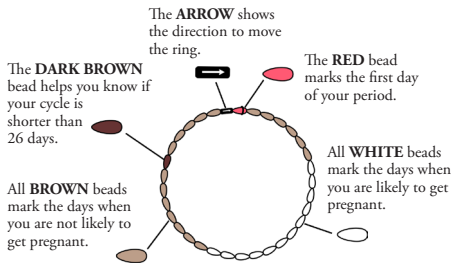 The ARROW shows
the direction to move
the ring.
The RED bead
marks the first day
of your period.
The DARK BROWN
bead helps you know if
your cycle is
shorter than
26 days.
All WHITE beads
mark the days when
you are likely to get
pregnant.
All BROWN beads
mark the days when
you are not likely to
get pregnant.